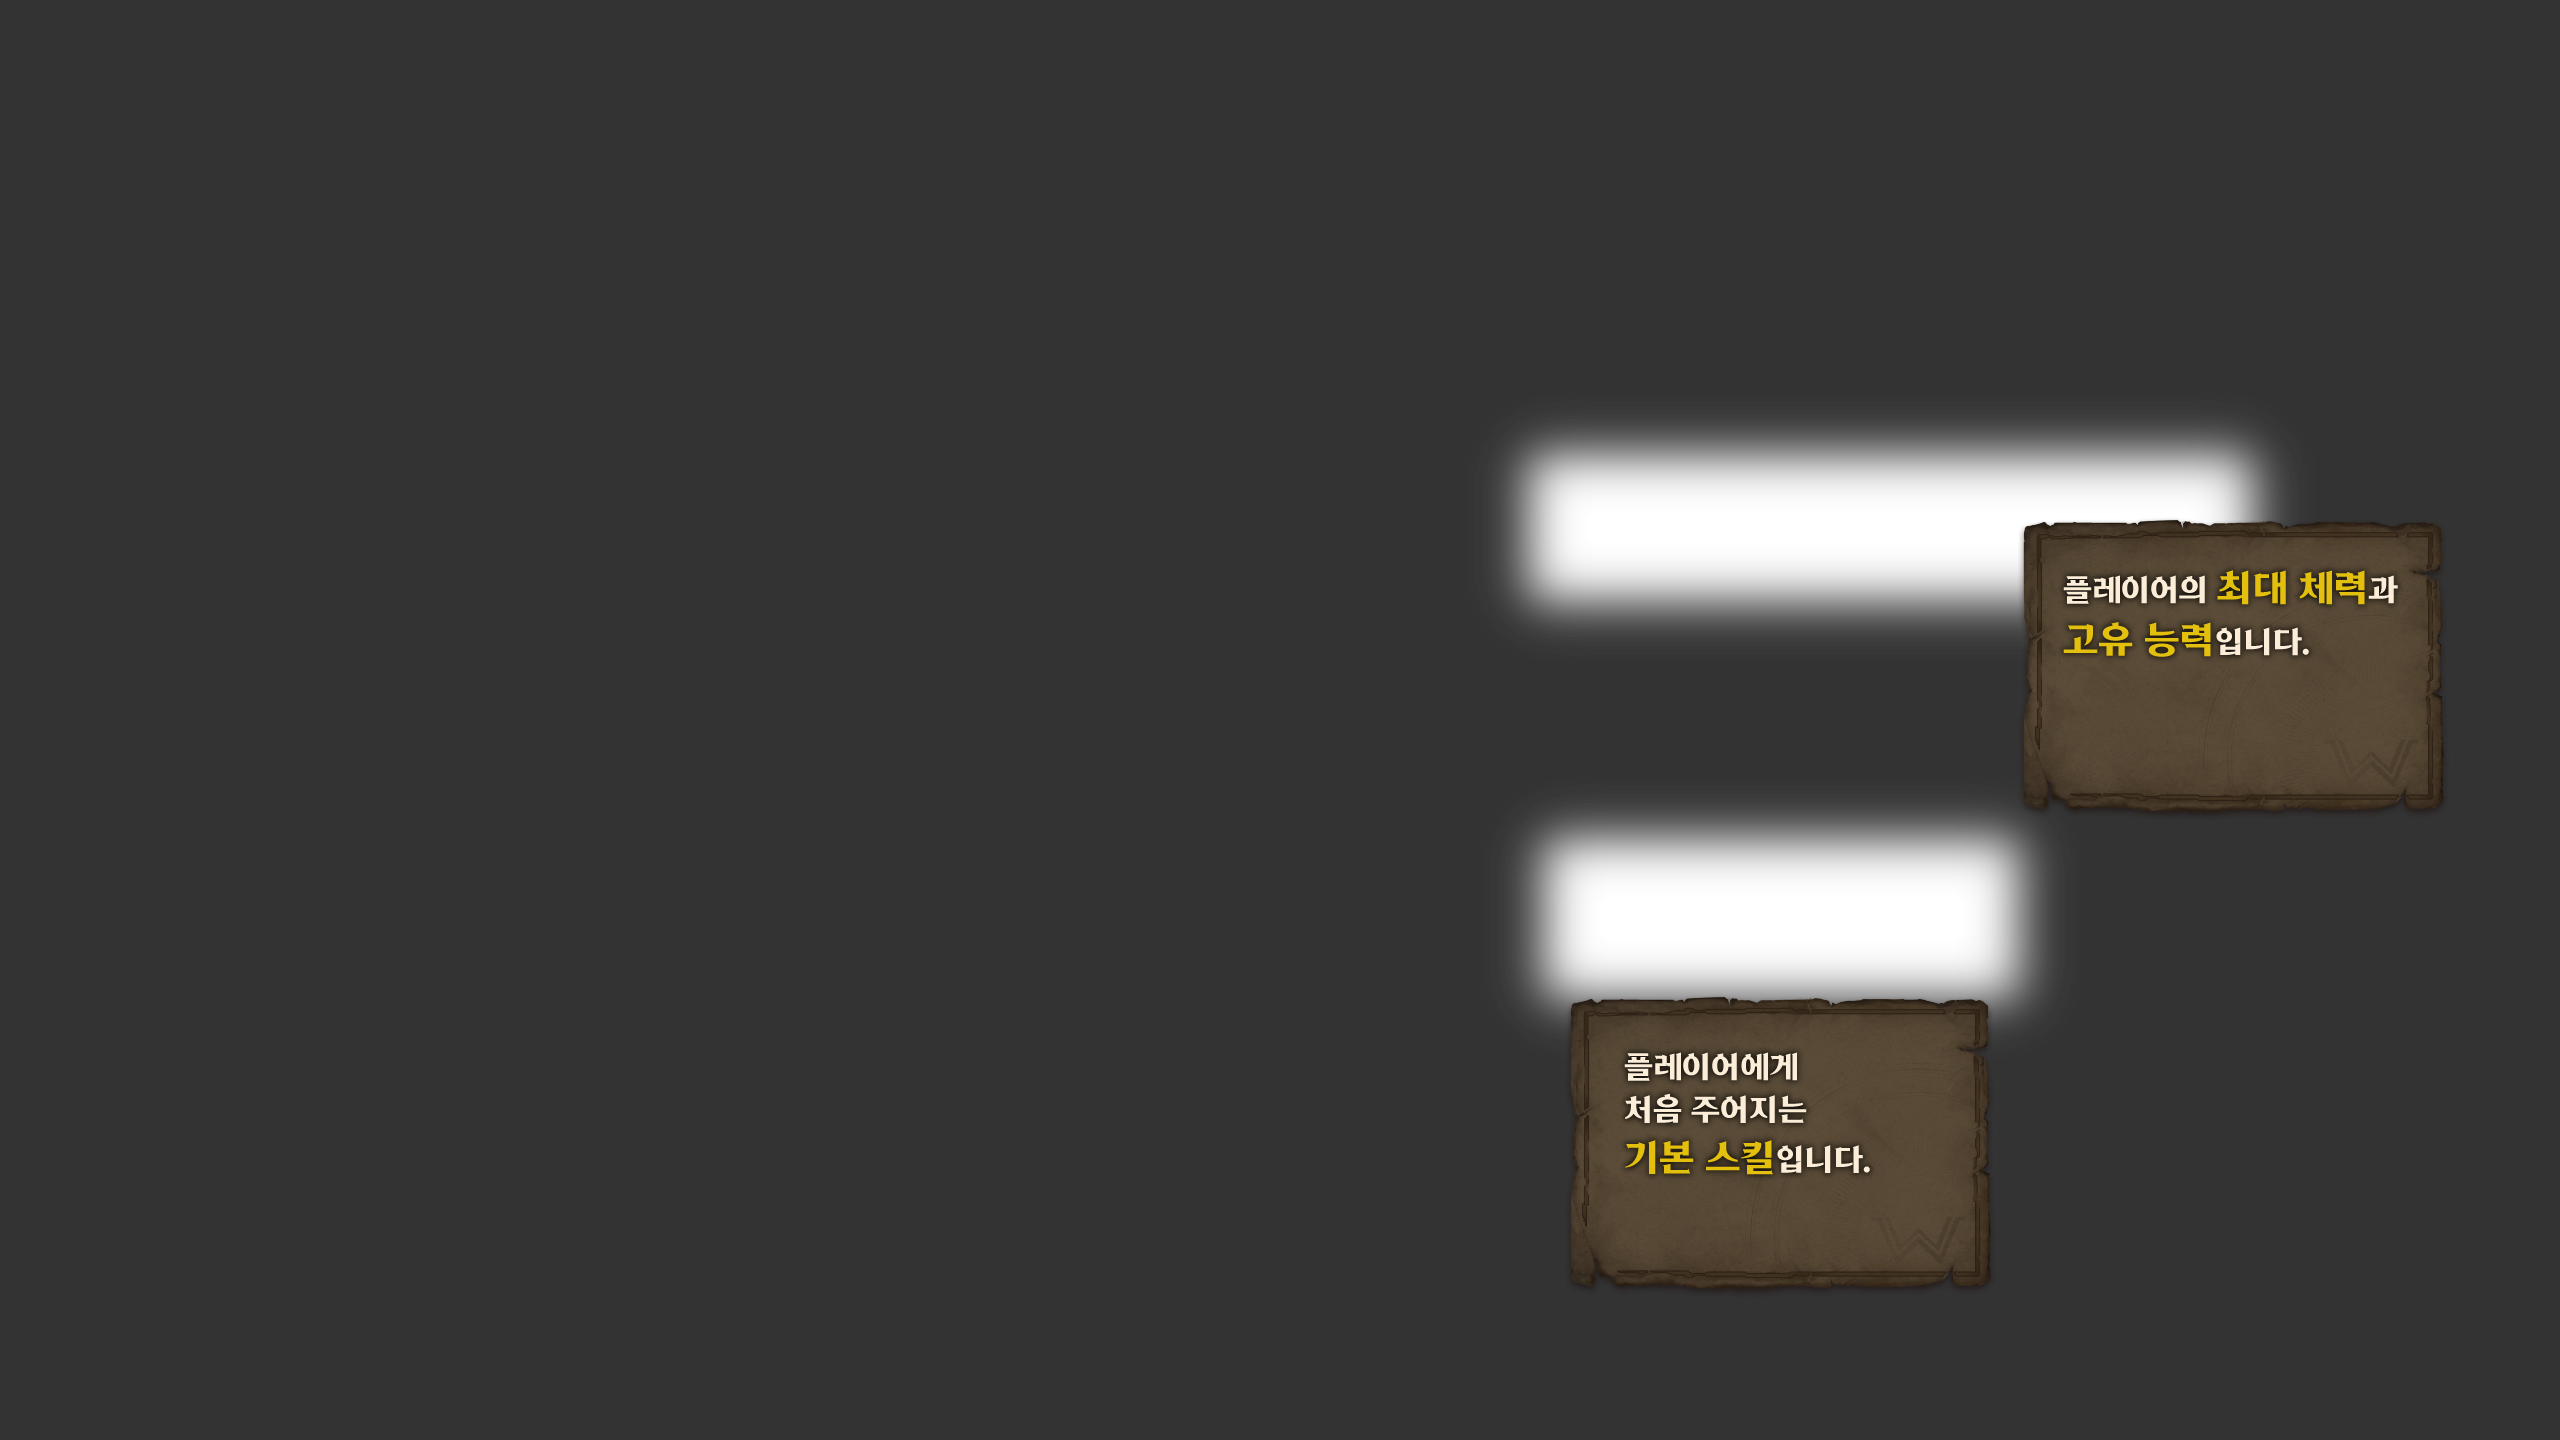 플레이어의 최대 체력과
고유 능력입니다.
플레이어에게
처음 주어지는
기본 스킬입니다.